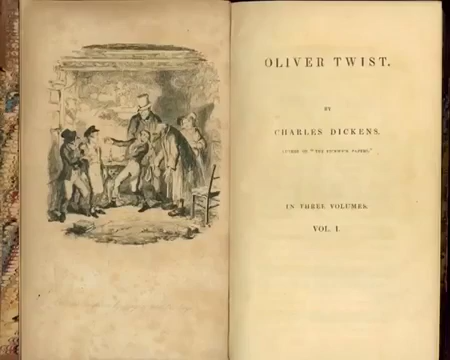 OLIVER TWIST.
BY
CHARLES DICKENS,
AUTHOR OF "THE PICKWICK PAPERS."
IN THREE VOLUMES.
VOL. I.